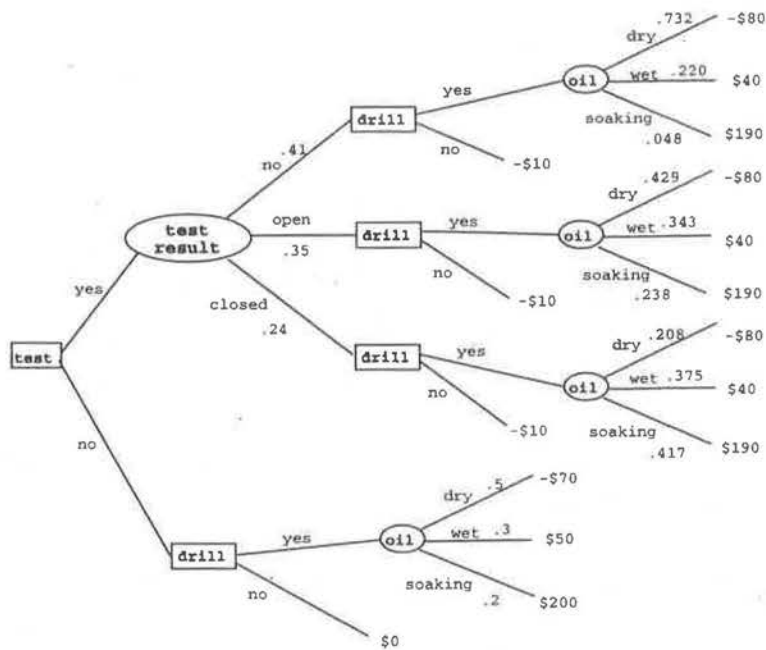 .732
-$80
dry
yes
oil
wet .220
$40
drill
soaking
.048
$190
no .41
no
-$10
.429
-$80
dry
open
test
result
drill
yes
oil
wet .343
$40
.35
no
soaking
.238
$190
yes
closed
-$10
.24
.208
-$80
dry
test
drill
yes
oil
wet .375
$40
no
soaking
.417
$190
-$10
no
dry .5
-$70
yes
oil
wet .3
$50
drill
soaking
.2
$200
no
$0